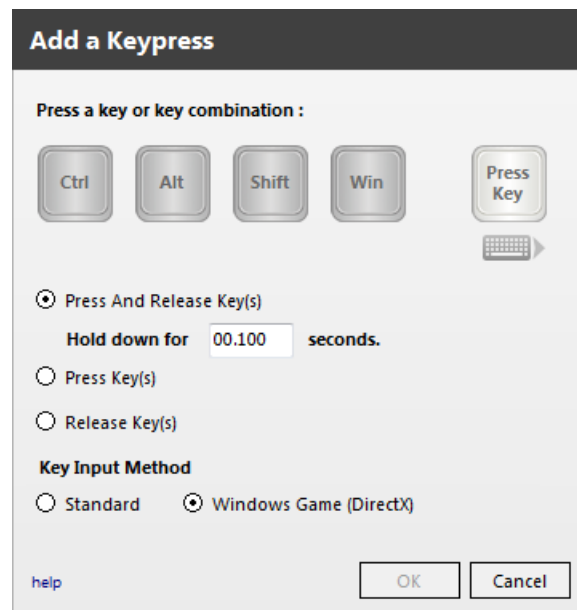 Add a Keypress
Press a key or key combination :
Ctrl Alt Shift Win Press
Key
Press And Release Key(s)
Hold down for 00.100 seconds.
Press Key(s)
Release Key(s)
Key Input Method
Standard Windows Game (DirectX)
help OK Cancel